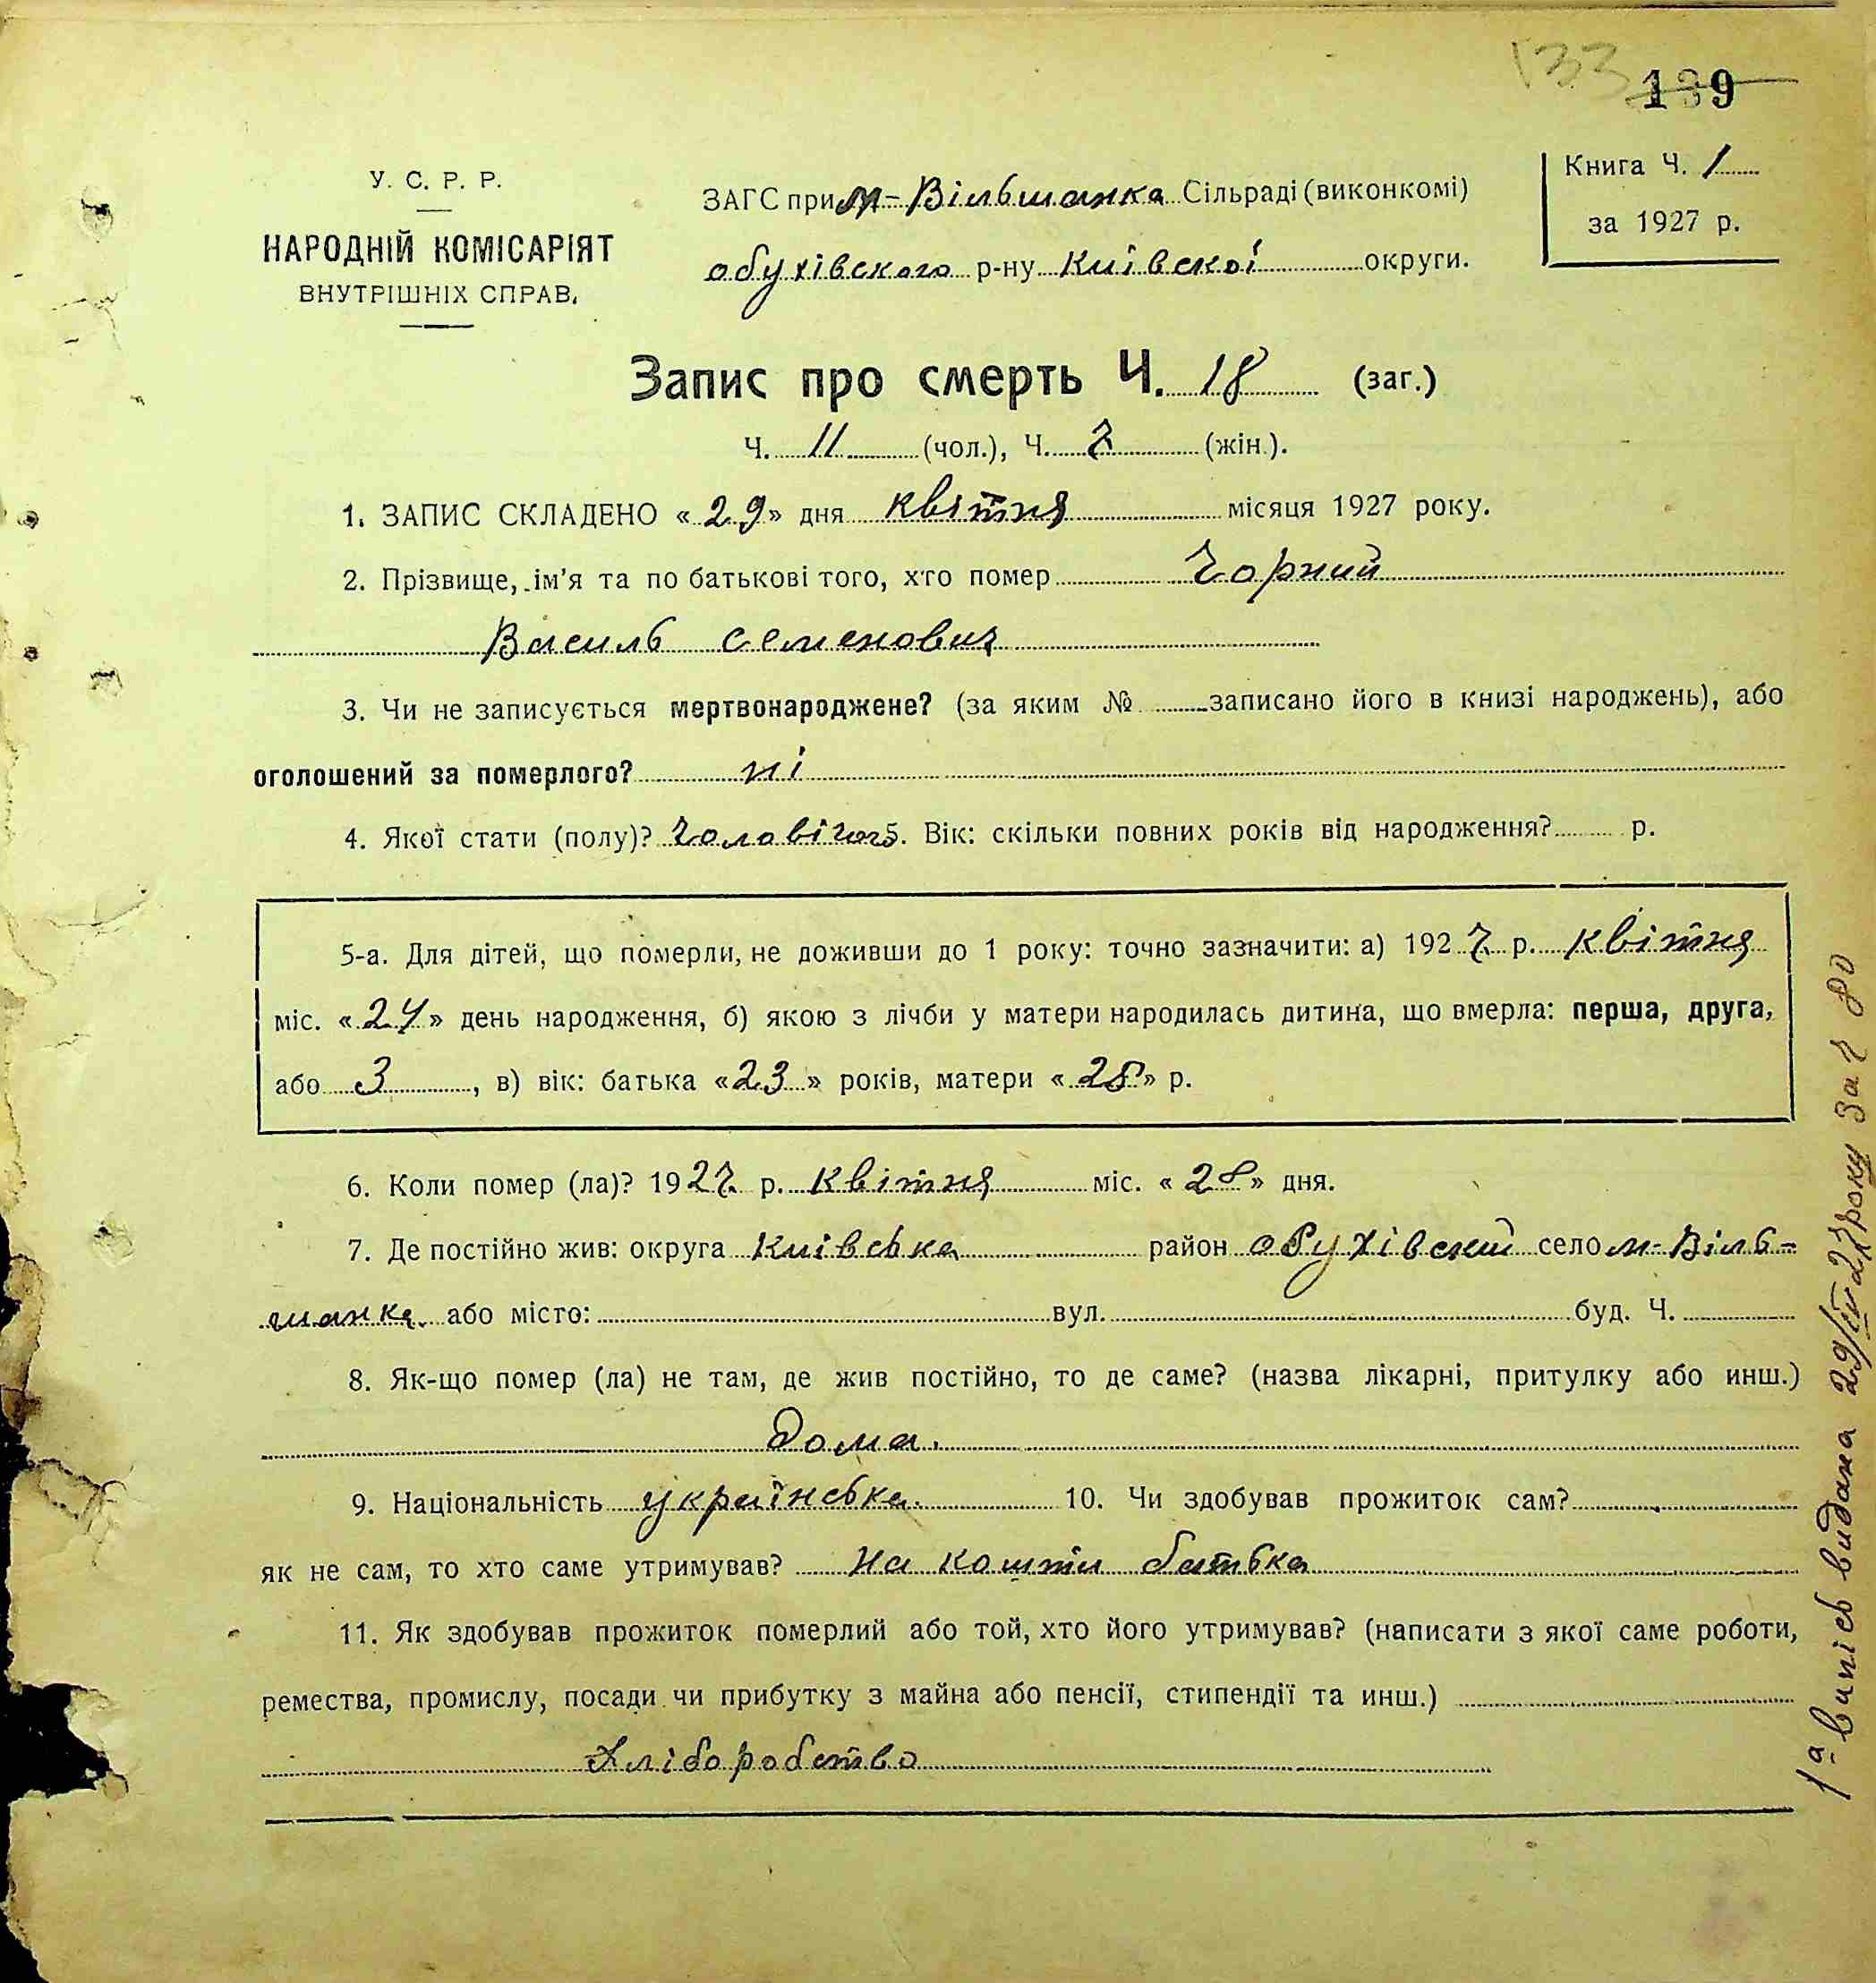 133
139
У. С. Р. Р.
НАРОДНІЙ КОМІСАРІЯТ
ВНУТРІШНІХ СПРАВ.
ЗАГС при м-Вільшанка Сільраді (виконкомі)
обухівского р-ну Київскої округи.
Книга Ч. 1
за 1927 р.
Запис про смерть Ч. 18 (заг.)
Ч. 11 (чол.), Ч. 7 (жін.).
1. ЗАПИС СКЛАДЕНО «29» дня квітня місяця 1927 року.
2. Прізвище, ім'я та по батькові того, хто помер Чорний
Василь Семенович
3. Чи не записується мертвонароджене? (за яким № записано його в книзі народжень), або
оголошений за померлого? ні
4. Якої стати (полу)? Вік: скільки повних років від народження? р.
5-а. Для дітей, що померли, не доживши до 1 року: точно зазначити: а) 1927 р. квітня
міс. «24» день народження, б) якою з лічби у матери народилась дитина, що вмерла: перша, друга,
або 3, в) вік: батька «23» років, матери «28» р.
6. Коли помер (ла)? 1927 р. квітня міс. «28» дня.
7. Де постійно жив: округа Київська район обухівский село м-Віль-
шанка або місто: вул. буд. Ч.
8. Як-що помер (ла) не там, де жив постійно, то де саме? (назва лікарні, притулку або инш.)
дома.
9. Національність українська. 10. Чи здобував прожиток сам?
як не сам, то хто саме утримував? на кошти батька
11. Як здобував прожиток померлий або той, хто його утримував? (написати з якої саме роботи,
ремества, промислу, посади чи прибутку з майна або пенсії, стипендії та инш.)
Хліборобство
1а випісь видана 29/IV 27 року за Ч 80